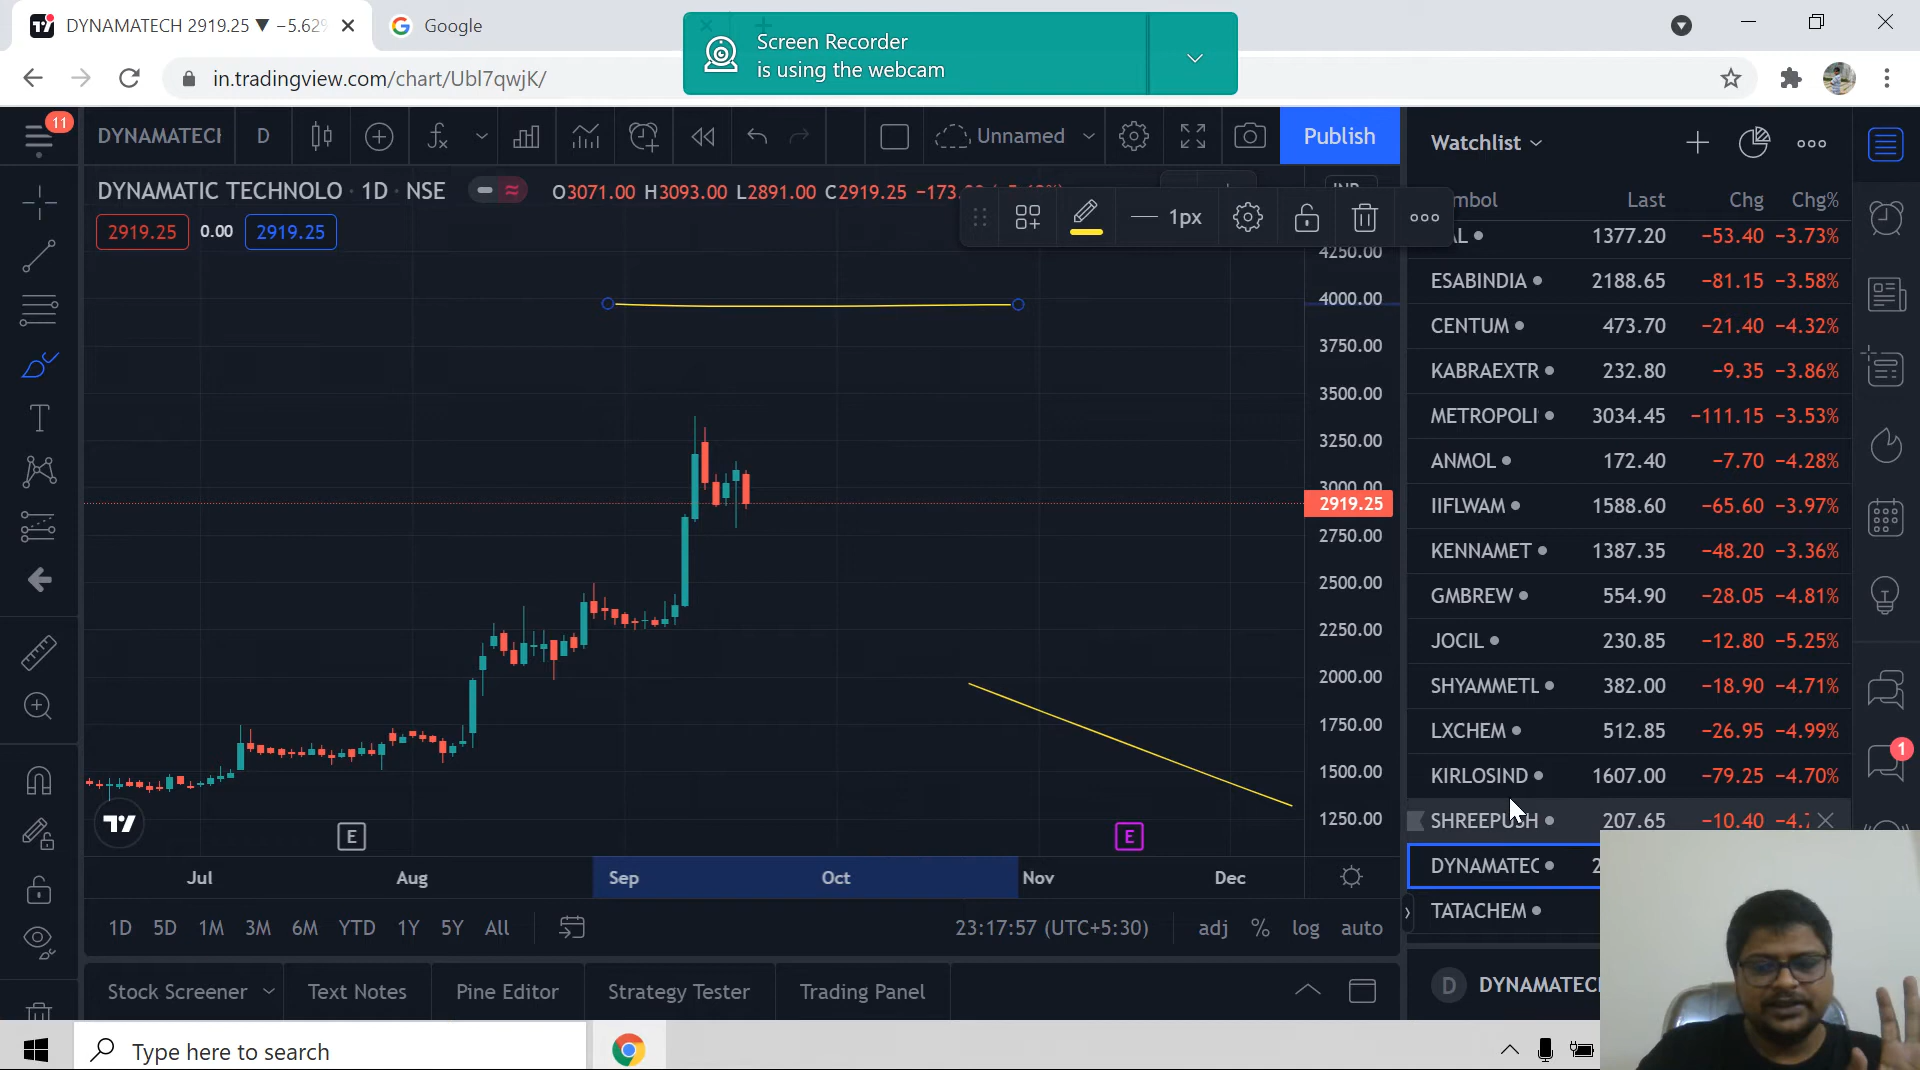 DYNAMATECH 2919.25 ▼ −5.62%
Google
Screen Recorder
is using the webcam
in.tradingview.com/chart/Ubl7qwjK/
11
DYNAMATECH
D
Unnamed
Publish
Watchlist
DYNAMATIC TECHNOLO · 1D · NSE
O3071.00 H3093.00 L2891.00 C2919.25 −173.
2919.25 0.00 2919.25
1px
mbol Last Chg Chg%
AL 1377.20 −53.40 −3.73%
ESABINDIA 2188.65 −81.15 −3.58%
CENTUM 473.70 −21.40 −4.32%
KABRAEXTR 232.80 −9.35 −3.86%
METROPOLI 3034.45 −111.15 −3.53%
ANMOL 172.40 −7.70 −4.28%
IIFLWAM 1588.60 −65.60 −3.97%
KENNAMET 1387.35 −48.20 −3.36%
GMBREW 554.90 −28.05 −4.81%
JOCIL 230.85 −12.80 −5.25%
SHYAMMETL 382.00 −18.90 −4.71%
LXCHEM 512.85 −26.95 −4.99%
KIRLOSIND 1607.00 −79.25 −4.70%
SHREEPUSH 207.65 −10.40 −4.
DYNAMATEC 2
TATACHEM
D DYNAMATECH
1
4250.00
4000.00
3750.00
3500.00
3250.00
3000.00
2919.25
2750.00
2500.00
2250.00
2000.00
1750.00
1500.00
1250.00
E
E
Jul Aug Sep Oct Nov Dec
1D 5D 1M 3M 6M YTD 1Y 5Y All
23:17:57 (UTC+5:30)
adj % log auto
Stock Screener Text Notes Pine Editor Strategy Tester Trading Panel
Type here to search